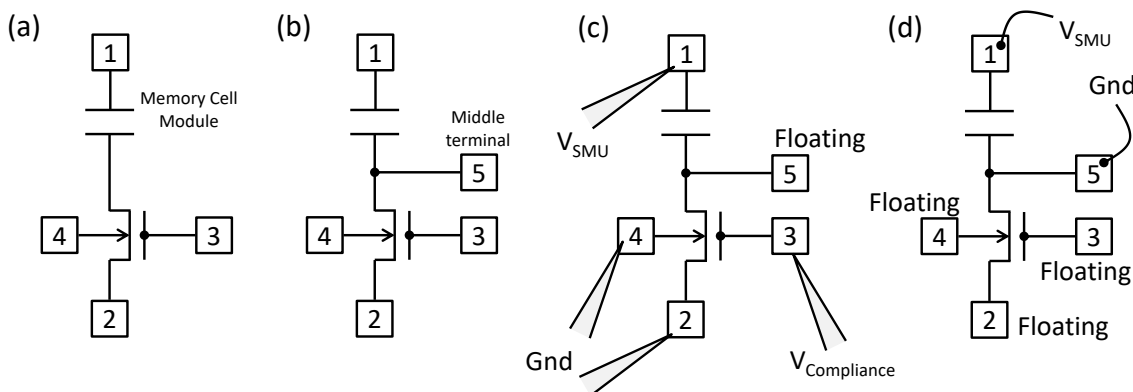 (a)
1
Memory Cell
Module
4
3
2
(b)
1
Middle
terminal
5
4
3
2
(c)
1
V_SMU
Floating
5
4
3
2
Gnd
V_Compliance
(d)
1
V_SMU
Gnd
5
Floating
4
3
Floating
2
Floating